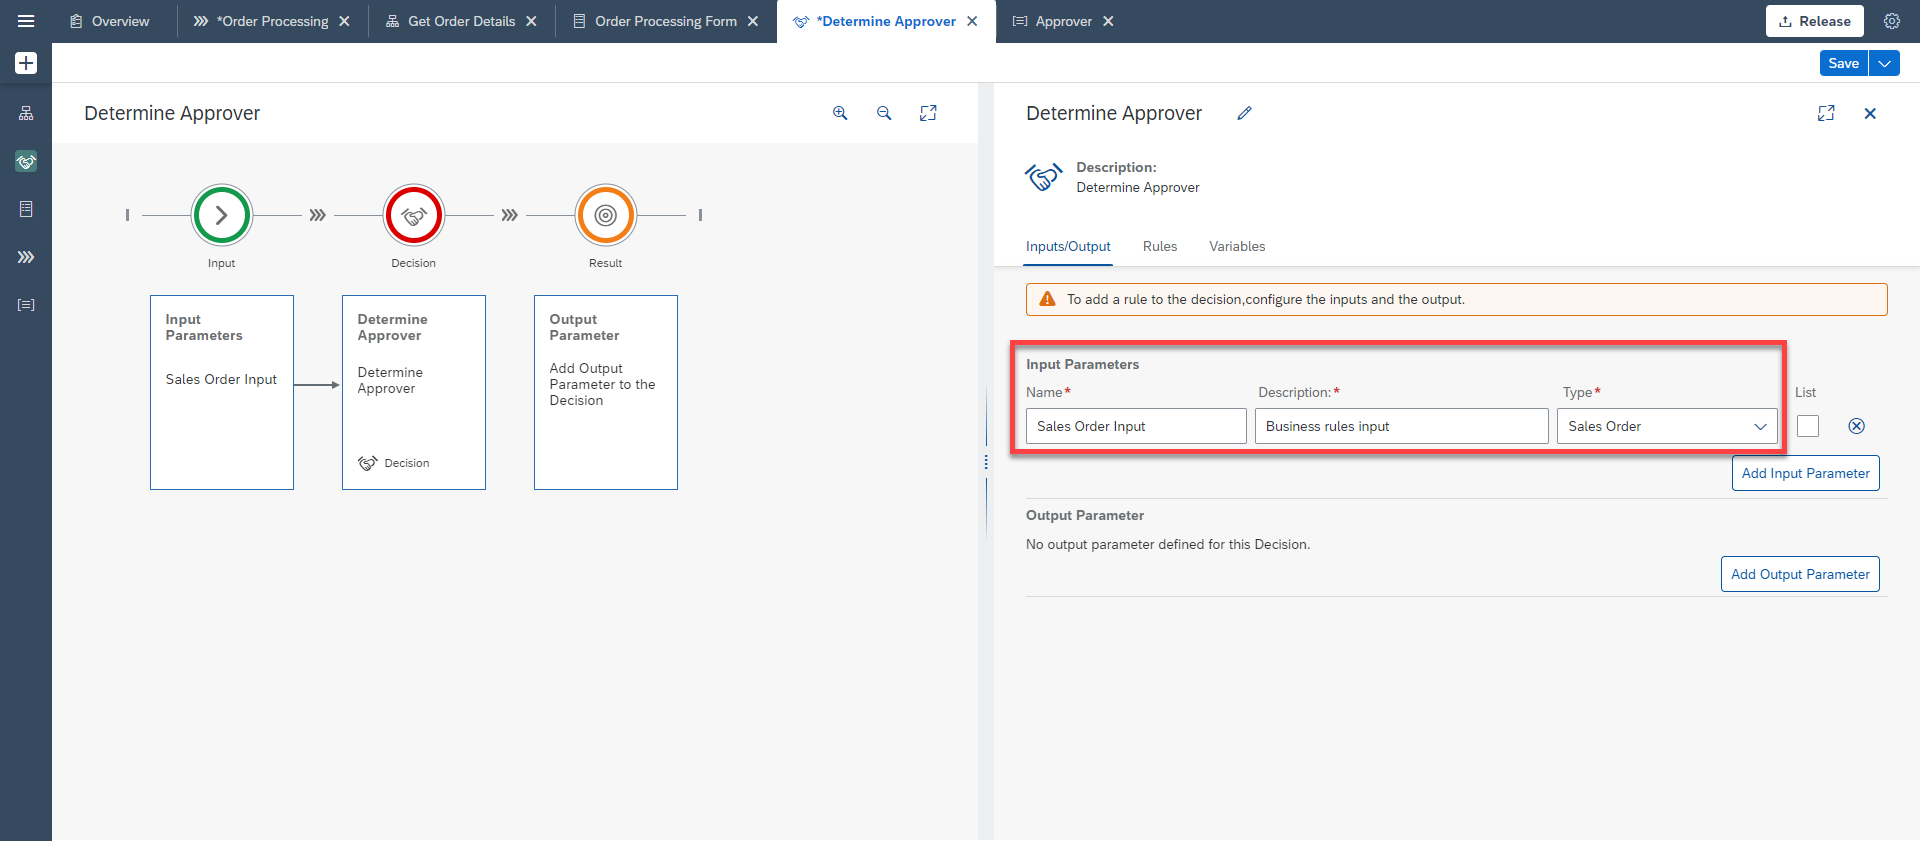 Overview
*Order Processing
Get Order Details
Order Processing Form
*Determine Approver
Approver
Release
Save
Determine Approver
Input
Decision
Result
Input
Parameters
Sales Order Input
Determine
Approver
Determine
Approver
Decision
Output
Parameter
Add Output
Parameter to the
Decision
Determine Approver
Description:
Determine Approver
Inputs/Output Rules Variables
To add a rule to the decision,configure the inputs and the output.
Input Parameters
Name* Description:* Type* List
Sales Order Input Business rules input Sales Order
Add Input Parameter
Output Parameter
No output parameter defined for this Decision.
Add Output Parameter